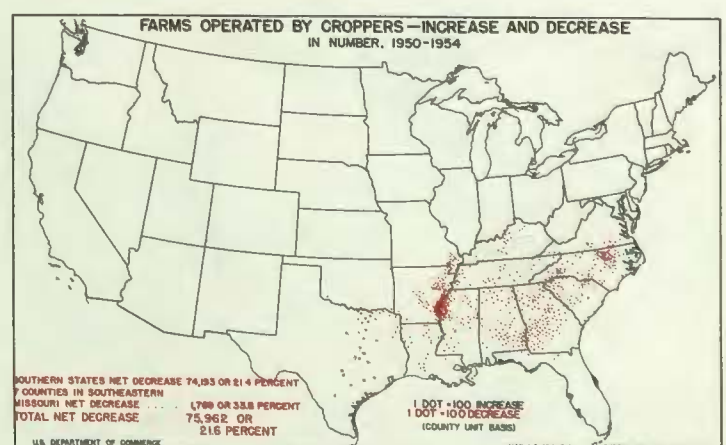 FARMS OPERATED BY CROPPERS—INCREASE AND DECREASE
IN NUMBER, 1950-1954
SOUTHERN STATES NET DECREASE 74,193 OR 21.4 PERCENT
7 COUNTIES IN SOUTHEASTERN
MISSOURI NET DECREASE . . . . 1,769 OR 33.8 PERCENT
TOTAL NET DECREASE 75,962 OR
21.6 PERCENT
1 DOT = 100 INCREASE
1 DOT = 100 DECREASE
(COUNTY UNIT BASIS)
U.S. DEPARTMENT OF COMMERCE